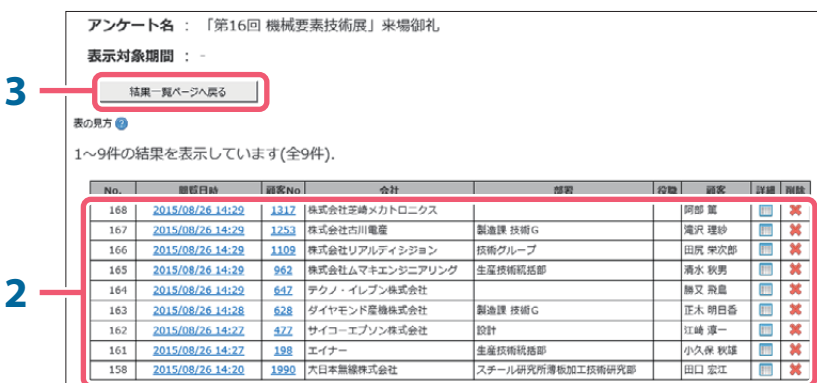 アンケート名 : 「第16回 機械要素技術展」来場御礼
表示対象期間 : -
3
結果一覧ページへ戻る
表の見方 ?
1～9件の結果を表示しています(全9件).
No. 閲覧日時 顧客No 会社 部署 役職 顧客 詳細 削除
168 2015/08/26 14:29 1317 株式会社芝崎メカトロニクス 阿部 篤
167 2015/08/26 14:29 1253 株式会社古川電産 製造課 技術G 滝沢 理紗
166 2015/08/26 14:29 1109 株式会社リアルディシジョン 技術グループ 田尻 栄次郎
165 2015/08/26 14:29 962 株式会社ムマキエンジニアリング 生産技術統括部 清水 秋男
2
164 2015/08/26 14:29 647 テクノ・イレブン株式会社 勝又 飛鳥
163 2015/08/26 14:28 628 ダイヤモンド産機株式会社 製造課 技術G 正木 明日香
162 2015/08/26 14:27 477 サイコーエプソン株式会社 設計 江崎 淳一
161 2015/08/26 14:27 198 エイナー 生産技術統括部 小久保 秋雄
158 2015/08/26 14:20 1990 大日本無線株式会社 スチール研究所薄板加工技術研究部 田口 宏江